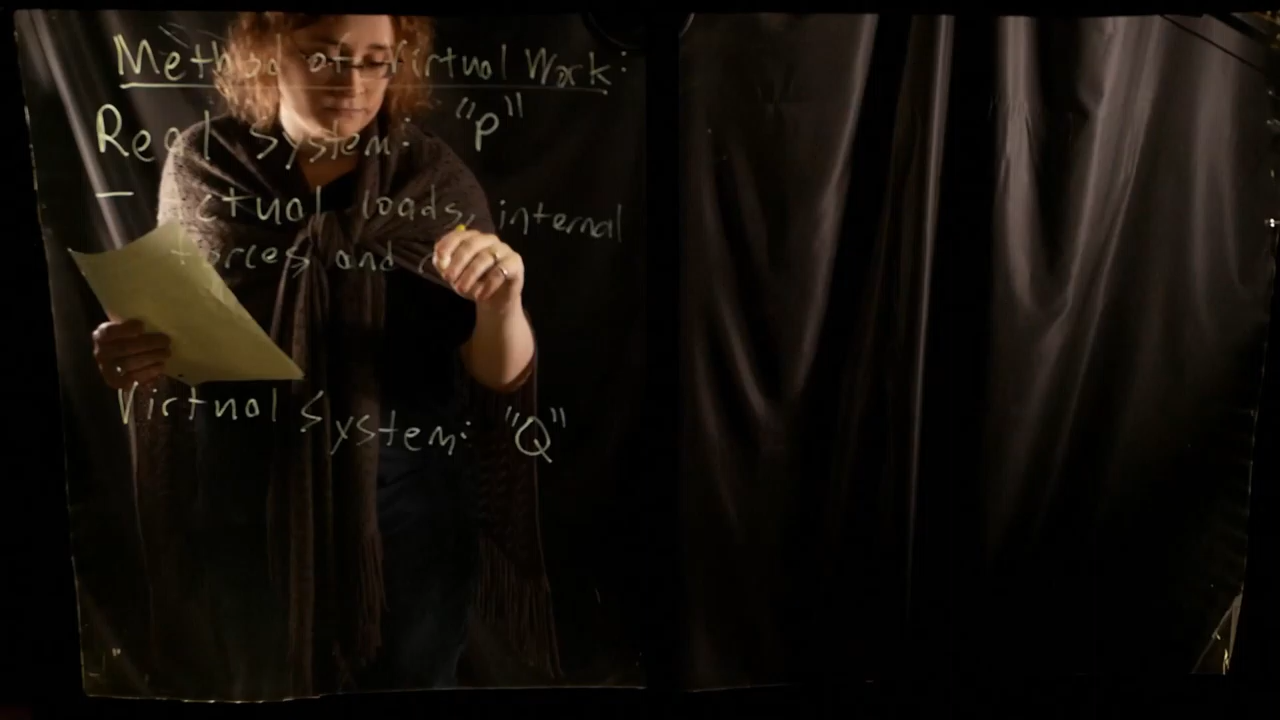 Method of Virtual Work:
Real System: "P"
- Actual loads, internal
forces and
Virtual System: "Q"